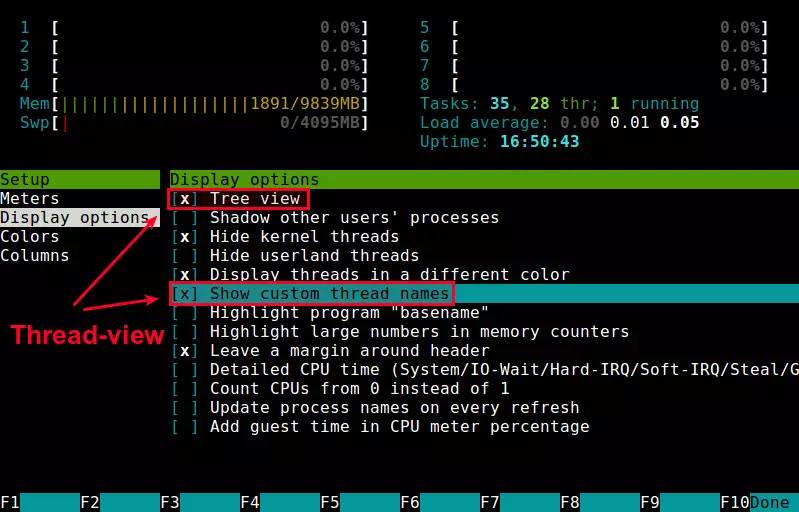 1 [ 0.0%] 5 [ 0.0%]
2 [ 0.0%] 6 [ 0.0%]
3 [ 0.0%] 7 [ 0.0%]
4 [ 0.0%] 8 [ 0.0%]
Mem[|||||||||||||||||||1891/9839MB] Tasks: 35, 28 thr; 1 running
Swp[| 0/4095MB] Load average: 0.00 0.01 0.05
Uptime: 16:50:43
Setup Display options
Meters [x] Tree view
Display options [ ] Shadow other users' processes
Colors [x] Hide kernel threads
Columns [ ] Hide userland threads
[x] Display threads in a different color
[x] Show custom thread names
[ ] Highlight program "basename"
Thread-view [ ] Highlight large numbers in memory counters
[x] Leave a margin around header
[ ] Detailed CPU time (System/IO-Wait/Hard-IRQ/Soft-IRQ/Steal/G
[ ] Count CPUs from 0 instead of 1
[ ] Update process names on every refresh
[ ] Add guest time in CPU meter percentage
F1 F2 F3 F4 F5 F6 F7 F8 F9 F10Done